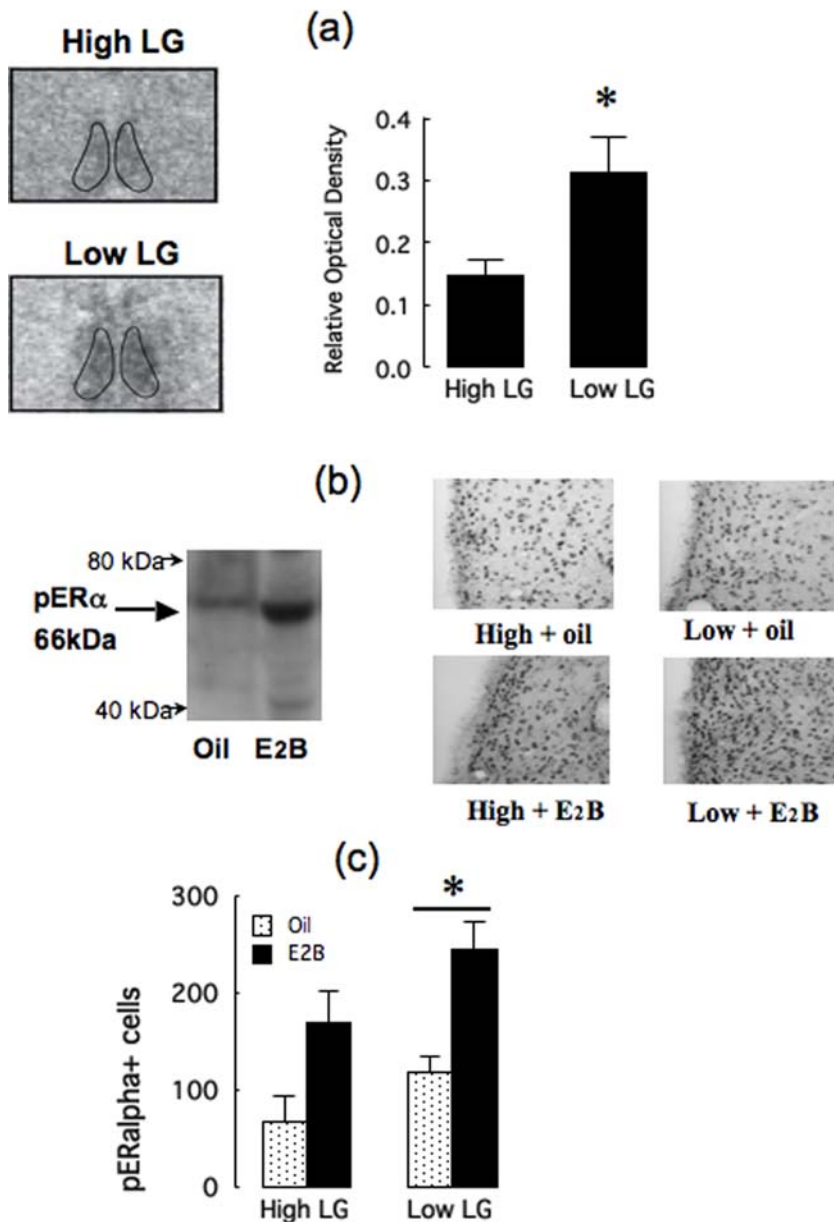 High LG
(a)
Low LG
*
Relative Optical Density
0.4
0.3
0.2
0.1
0.0
High LG Low LG
(b)
80 kDa
pERα
66kDa
40 kDa
Oil E2B
High + oil Low + oil
High + E2B Low + E2B
(c)
*
pERalpha+ cells
300
200
100
0
Oil
E2B
High LG Low LG